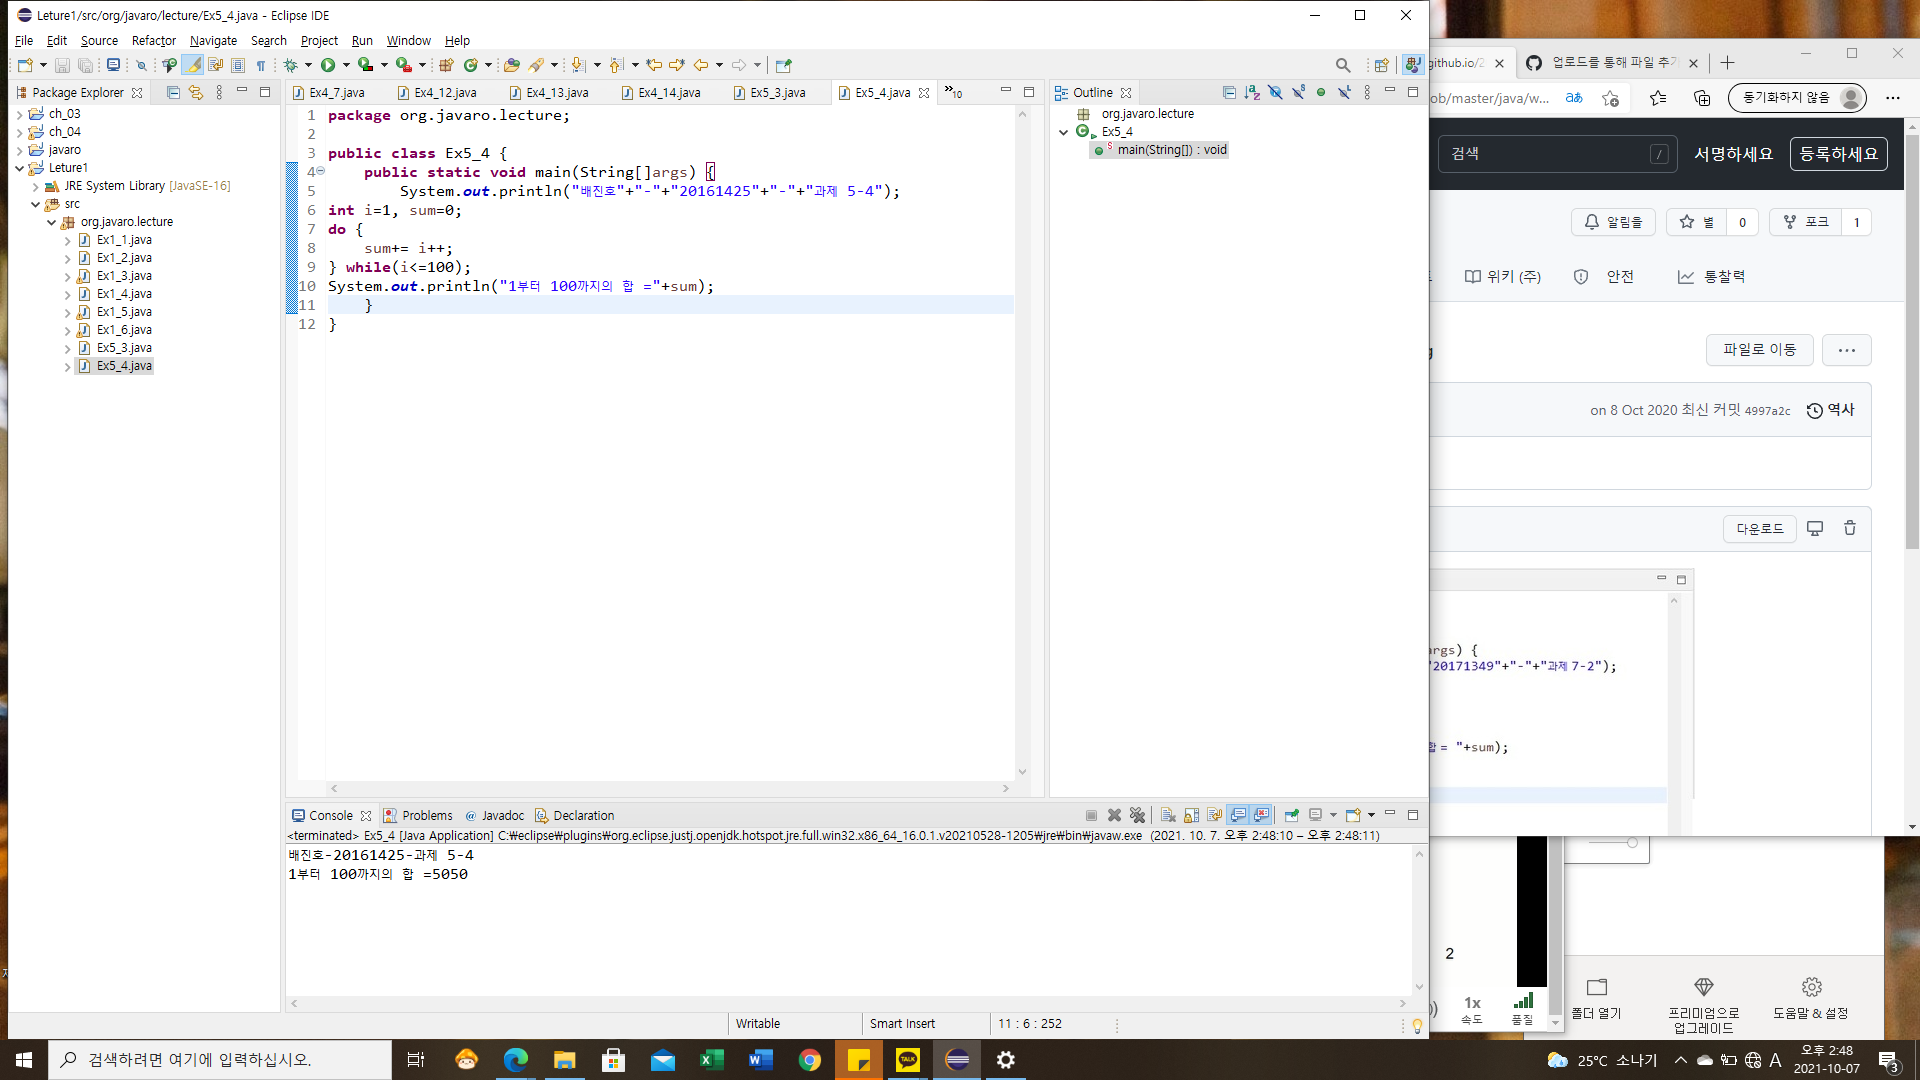 Leture1/src/org/javaro/lecture/Ex5_4.java - Eclipse IDE
File Edit Source Refactor Navigate Search Project Run Window Help
Package Explorer
ch_03
ch_04
javaro
Leture1
JRE System Library [JavaSE-16]
src
org.javaro.lecture
Ex1_1.java
Ex1_2.java
Ex1_3.java
Ex1_4.java
Ex1_5.java
Ex1_6.java
Ex5_3.java
Ex5_4.java
Ex4_7.java Ex4_12.java Ex4_13.java Ex4_14.java Ex5_3.java Ex5_4.java »10
1 package org.javaro.lecture;
2
3 public class Ex5_4 {
4 public static void main(String[]args) {
5 System.out.println("배진호"+"-"+"20161425"+"-"+"과제 5-4");
6 int i=1, sum=0;
7 do {
8 sum+= i++;
9 } while(i<=100);
10 System.out.println("1부터 100까지의 합 ="+sum);
11 }
12 }
Outline
org.javaro.lecture
Ex5_4
main(String[]) : void
Console Problems @ Javadoc Declaration
<terminated> Ex5_4 [Java Application] C:₩eclipse₩plugins₩org.eclipse.justj.openjdk.hotspot.jre.full.win32.x86_64_16.0.1.v20210528-1205₩jre₩bin₩javaw.exe (2021. 10. 7. 오후 2:48:10 – 오후 2:48:11)
배진호-20161425-과제 5-4
1부터 100까지의 합 =5050
Writable Smart Insert 11 : 6 : 252
github.io/2 업로드를 통해 파일 추가
ob/master/java/w... 동기화하지 않음
검색 / 서명하세요 등록하세요
알림을 별 0 포크 1
위키 (주) 안전 통찰력
파일로 이동 ...
on 8 Oct 2020 최신 커밋 4997a2c 역사
다운로드
args) {
"20171349"+"-"+"과제 7-2");
합 = "+sum);
2
1x
속도 품질 폴더 열기 프리미엄으로 업그레이드 도움말 & 설정
검색하려면 여기에 입력하십시오.
TALK
25°C 소나기 A 오후 2:48
2021-10-07 3